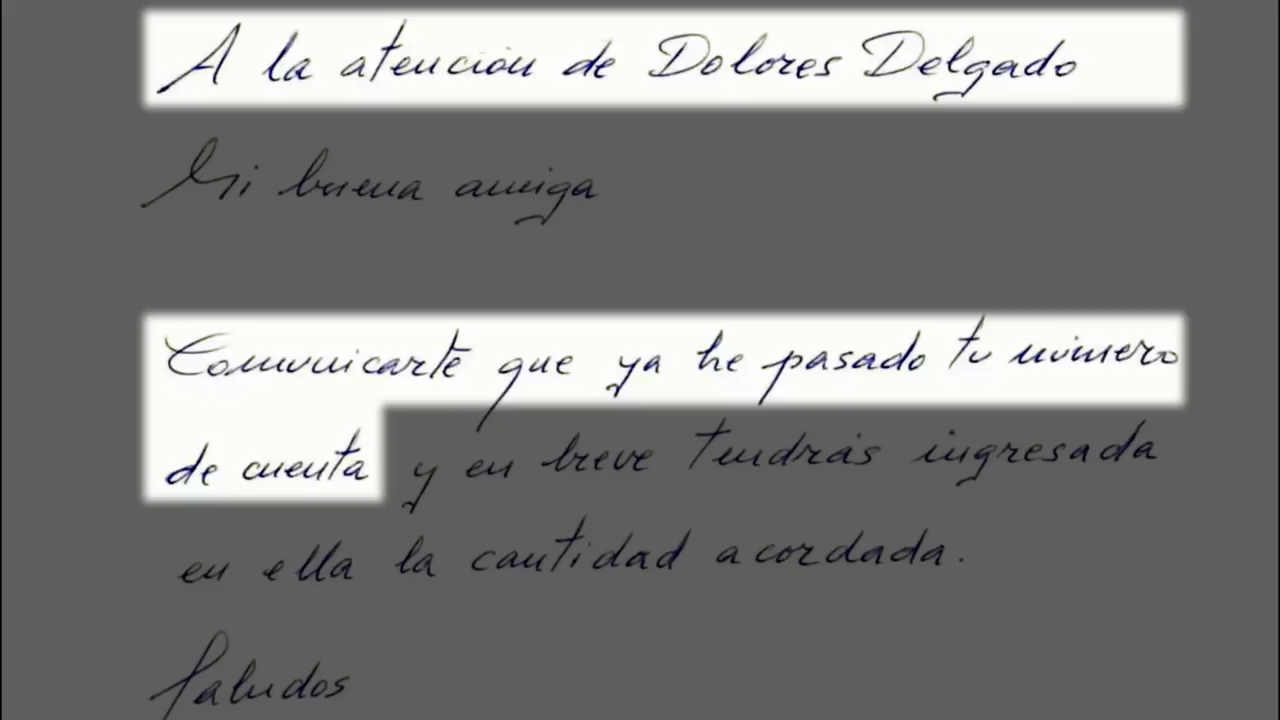 A la atención de Dolores Delgado
Mi buena amiga
Comunicarte que ya he pasado tu número
de cuenta y en breve tendrás ingresada
en ella la cantidad acordada.
Saludos